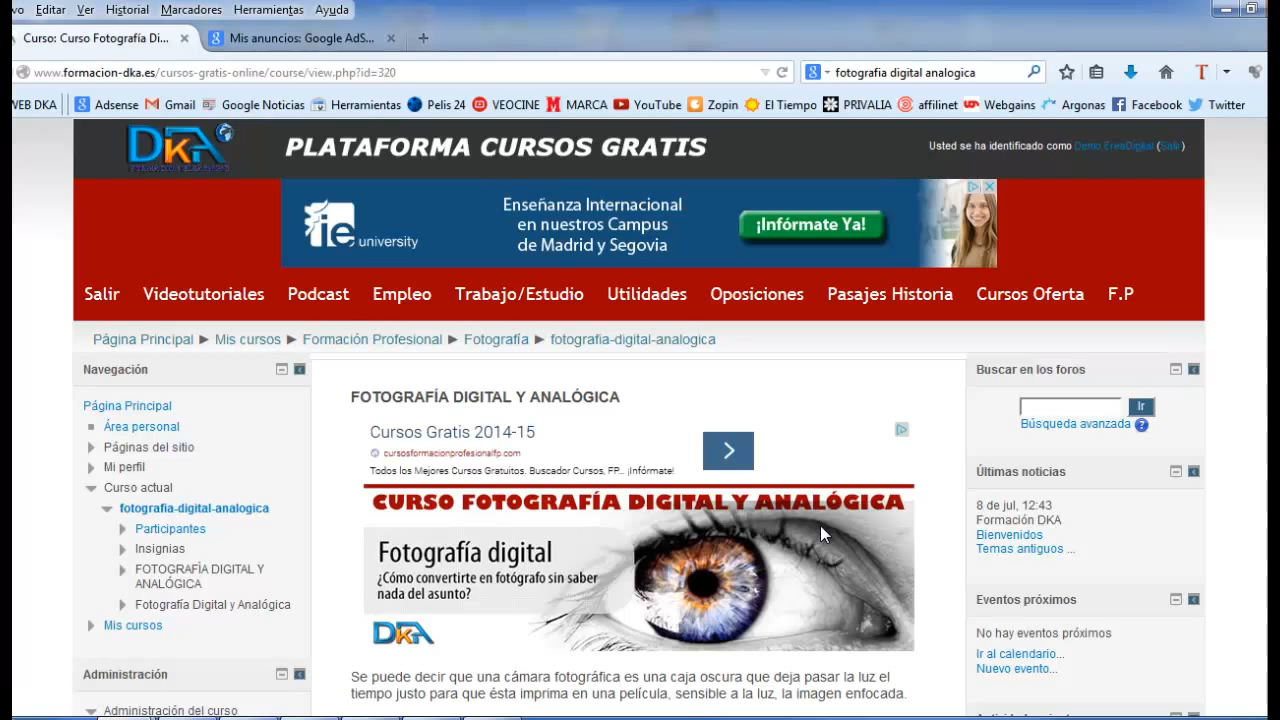 vo Editar Ver Historial Marcadores Herramientas Ayuda
Curso: Curso Fotografía Di...
Mis anuncios: Google AdS...
www.formacion-dka.es/cursos-gratis-online/course/view.php?id=320
fotografia digital analogica
WEB DKA Adsense Gmail Google Noticias Herramientas Pelis 24 VEOCINE MARCA YouTube Zopin El Tiempo PRIVALIA affilinet Webgains Argonas Facebook Twitter
DKA
PLATAFORMA CURSOS GRATIS
Usted se ha identificado como Demo EreaDigital (Salir)
ie university
Enseñanza Internacional
en nuestros Campus
de Madrid y Segovia
¡Infórmate Ya!
Salir Videotutoriales Podcast Empleo Trabajo/Estudio Utilidades Oposiciones Pasajes Historia Cursos Oferta F.P
Página Principal ► Mis cursos ► Formación Profesional ► Fotografía ► fotografia-digital-analogica
Navegación
Página Principal
Área personal
Páginas del sitio
Mi perfil
Curso actual
fotografia-digital-analogica
Participantes
Insignias
FOTOGRAFÍA DIGITAL Y
ANALÓGICA
Fotografía Digital y Analógica
Mis cursos
Administración
Administración del curso
FOTOGRAFÍA DIGITAL Y ANALÓGICA
Cursos Gratis 2014-15
cursosformacionprofesionalfp.com
Todos los Mejores Cursos Gratuitos. Buscador Cursos, FP... ¡Infórmate!
CURSO FOTOGRAFÍA DIGITAL Y ANALÓGICA
Fotografía digital
¿Cómo convertirte en fotógrafo sin saber
nada del asunto?
DKA
Se puede decir que una cámara fotográfica es una caja oscura que deja pasar la luz el
tiempo justo para que ésta imprima en una película, sensible a la luz, la imagen enfocada.
Buscar en los foros
Ir
Búsqueda avanzada
Últimas noticias
8 de jul, 12:43
Formación DKA
Bienvenidos
Temas antiguos ...
Eventos próximos
No hay eventos próximos
Ir al calendario...
Nuevo evento...